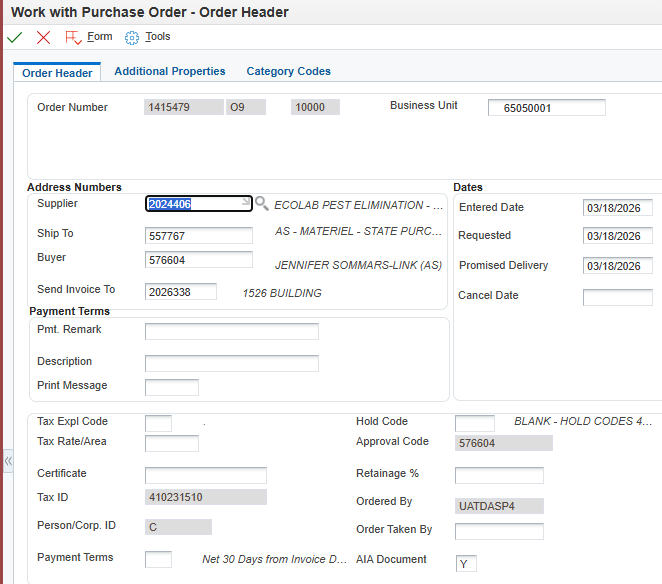 Work with Purchase Order - Order Header
Form Tools
Order Header Additional Properties Category Codes
Order Number 1415479 O9 10000 Business Unit 65050001
Address Numbers
Supplier 2024406 ECOLAB PEST ELIMINATION - ...
Ship To 557767 AS - MATERIEL - STATE PURC...
Buyer 576604 JENNIFER SOMMARS-LINK (AS)
Send Invoice To 2026338 1526 BUILDING
Dates
Entered Date 03/18/2026
Requested 03/18/2026
Promised Delivery 03/18/2026
Cancel Date
Payment Terms
Pmt. Remark
Description
Print Message
Tax Expl Code . Hold Code BLANK - HOLD CODES 4...
Tax Rate/Area Approval Code 576604
Certificate Retainage %
Tax ID 410231510 Ordered By UATDASP4
Person/Corp. ID C Order Taken By
Payment Terms Net 30 Days from Invoice D... AIA Document Y